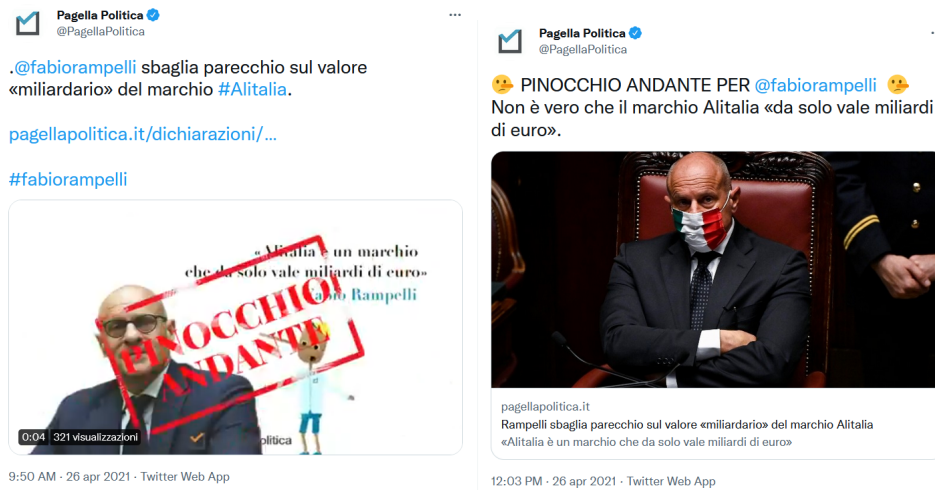 Pagella Politica
@PagellaPolitica
.@fabiorampelli sbaglia parecchio sul valore
«miliardario» del marchio #Alitalia.
pagellapolitica.it/dichiarazioni/...
#fabiorampelli
«Alitalia è un marchio
che da solo vale miliardi di euro»
Fabio Rampelli
PINOCCHIO
ANDANTE
olitica
0:04 321 visualizzazioni
9:50 AM · 26 apr 2021 · Twitter Web App
Pagella Politica
@PagellaPolitica
PINOCCHIO ANDANTE PER @fabiorampelli
Non è vero che il marchio Alitalia «da solo vale miliardi
di euro».
pagellapolitica.it
Rampelli sbaglia parecchio sul valore «miliardario» del marchio Alitalia
«Alitalia è un marchio che da solo vale miliardi di euro»
12:03 PM · 26 apr 2021 · Twitter Web App